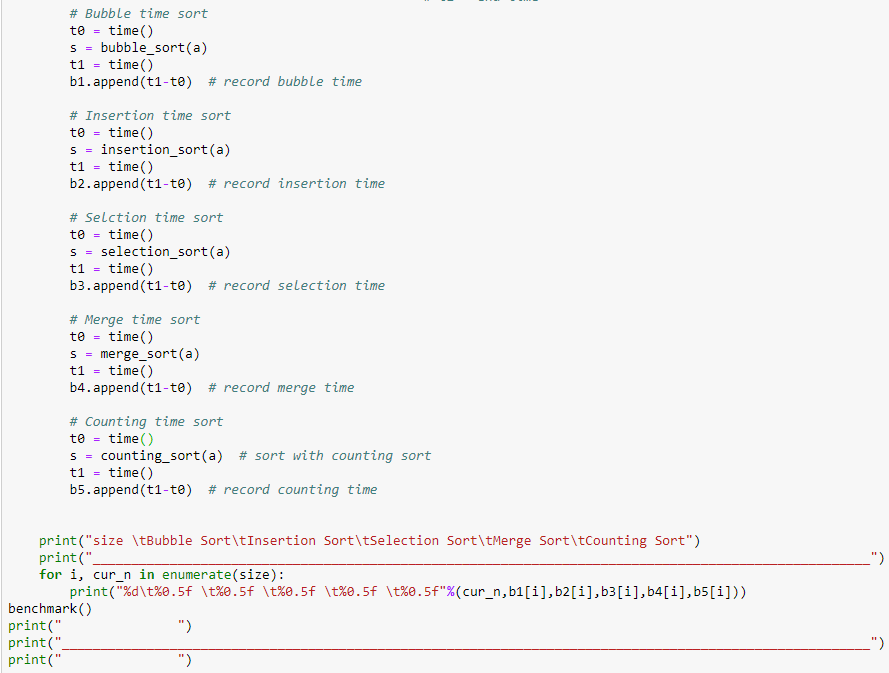 # Bubble time sort
t0 = time()
s = bubble_sort(a)
t1 = time()
b1.append(t1-t0)  # record bubble time
# Insertion time sort
t0 = time()
s = insertion_sort(a)
t1 = time()
b2.append(t1-t0)  # record insertion time
# Selction time sort
t0 = time()
s = selection_sort(a)
t1 = time()
b3.append(t1-t0)  # record selection time
# Merge time sort
t0 = time()
s = merge_sort(a)
t1 = time()
b4.append(t1-t0)  # record merge time
# Counting time sort
t0 = time()
s = counting_sort(a)  # sort with counting sort
t1 = time()
b5.append(t1-t0)  # record counting time
print("size \tBubble Sort\tInsertion Sort\tSelection Sort\tMerge Sort\tCounting Sort")
print("_____________________________________________________________________________________________________")
for i, cur_n in enumerate(size):
print("%d\t%0.5f \t%0.5f \t%0.5f \t%0.5f \t%0.5f"%(cur_n,b1[i],b2[i],b3[i],b4[i],b5[i]))
benchmark()
print("               ")
print("_________________________________________________________________________________________________________")
print("               ")